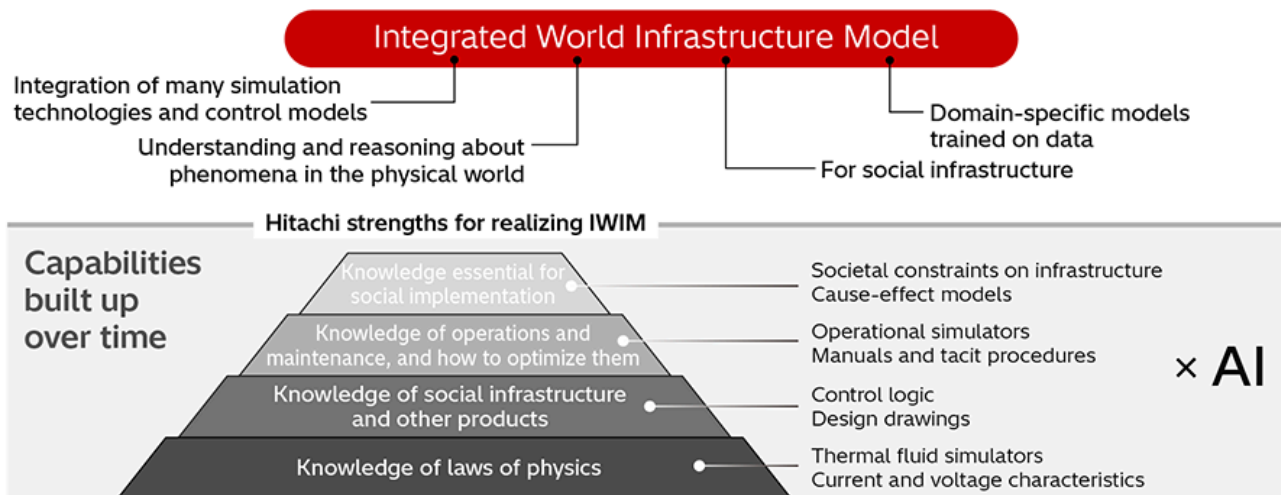 Integrated World Infrastructure Model
Integration of many simulation
technologies and control models
Understanding and reasoning about
phenomena in the physical world
For social infrastructure
Domain-specific models
trained on data
Hitachi strengths for realizing IWIM
Capabilities
built up
over time
Knowledge essential for
social implementation
Societal constraints on infrastructure
Cause-effect models
Knowledge of operations and
maintenance, and how to optimize them
Operational simulators
Manuals and tacit procedures
Knowledge of social infrastructure
and other products
Control logic
Design drawings
Knowledge of laws of physics
Thermal fluid simulators
Current and voltage characteristics
× AI